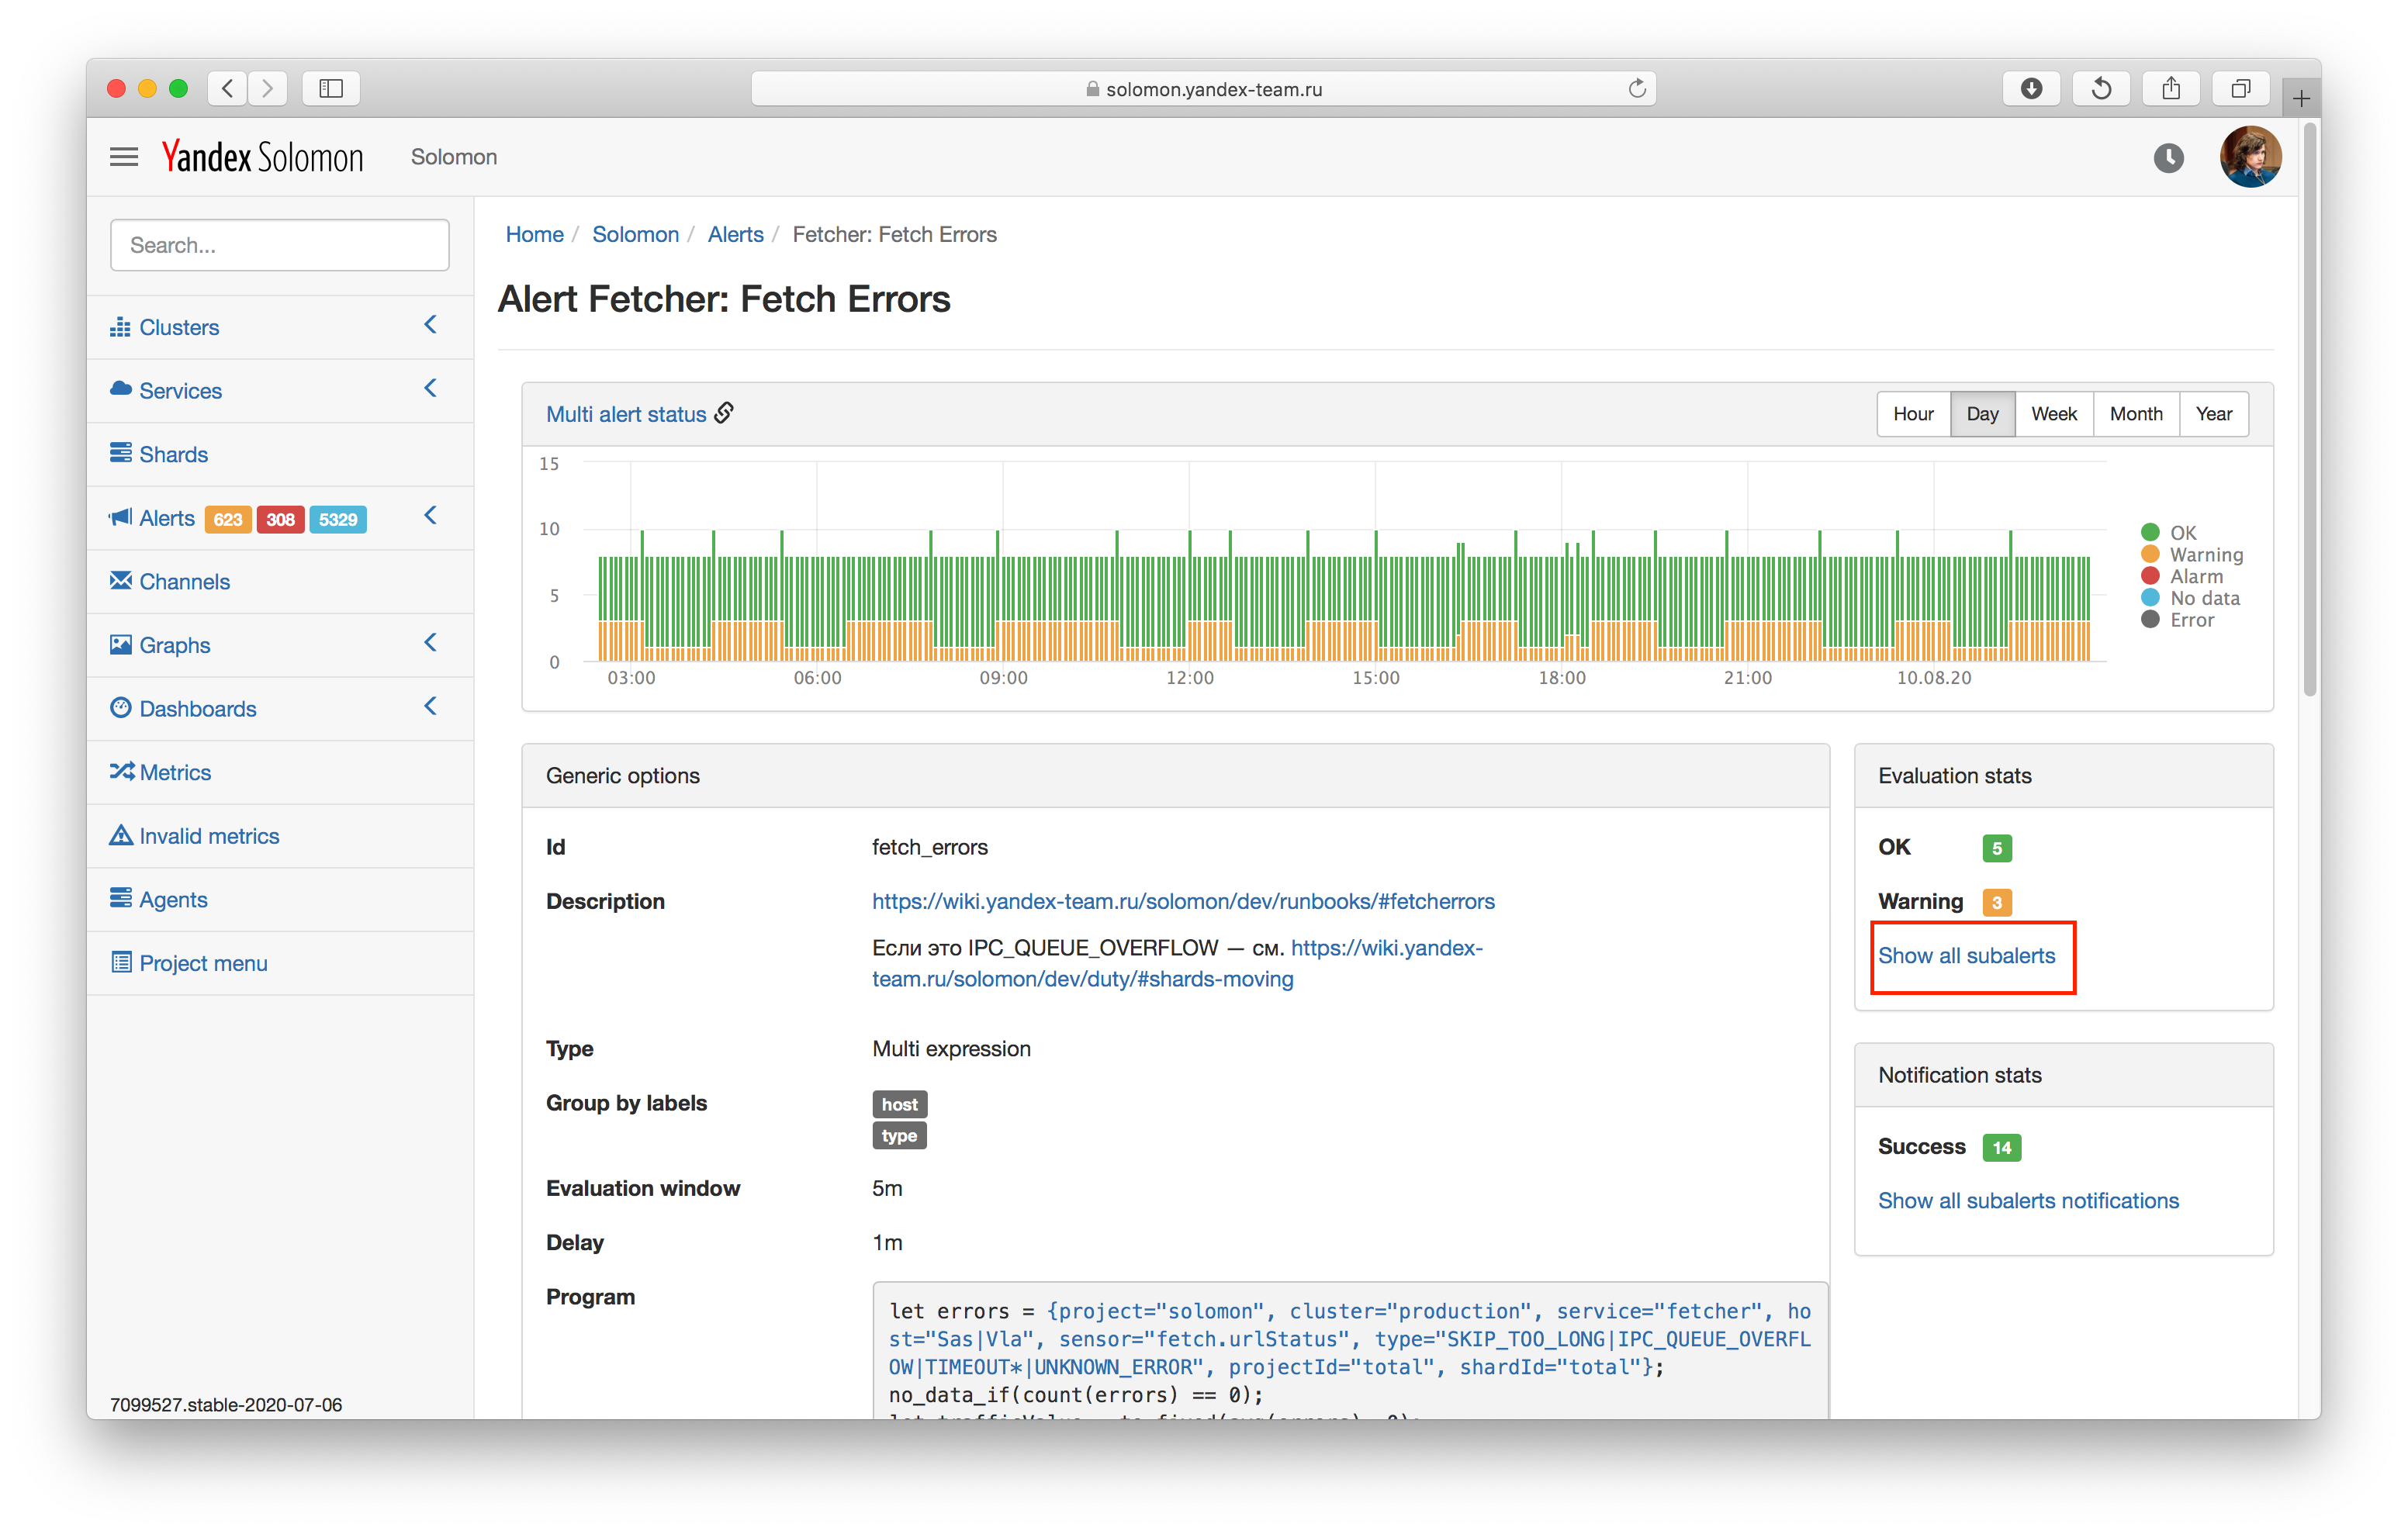 solomon.yandex-team.ru
Yandex Solomon
Solomon
Search...
Clusters
Services
Shards
Alerts 623 308 5329
Channels
Graphs
Dashboards
Metrics
Invalid metrics
Agents
Project menu
7099527.stable-2020-07-06
Home / Solomon / Alerts / Fetcher: Fetch Errors
Alert Fetcher: Fetch Errors
Multi alert status
Hour Day Week Month Year
15
10
5
0
03:00 06:00 09:00 12:00 15:00 18:00 21:00 10.08.20
OK
Warning
Alarm
No data
Error
Generic options
Id fetch_errors
Description https://wiki.yandex-team.ru/solomon/dev/runbooks/#fetcherrors
Если это IPC_QUEUE_OVERFLOW — см. https://wiki.yandex-
team.ru/solomon/dev/duty/#shards-moving
Type Multi expression
Group by labels host
type
Evaluation window 5m
Delay 1m
Program
let errors = {project="solomon", cluster="production", service="fetcher", ho
st="Sas|Vla", sensor="fetch.urlStatus", type="SKIP_TOO_LONG|IPC_QUEUE_OVERFL
OW|TIMEOUT*|UNKNOWN_ERROR", projectId="total", shardId="total"};
no_data_if(count(errors) == 0);
Evaluation stats
OK 5
Warning 3
Show all subalerts
Notification stats
Success 14
Show all subalerts notifications